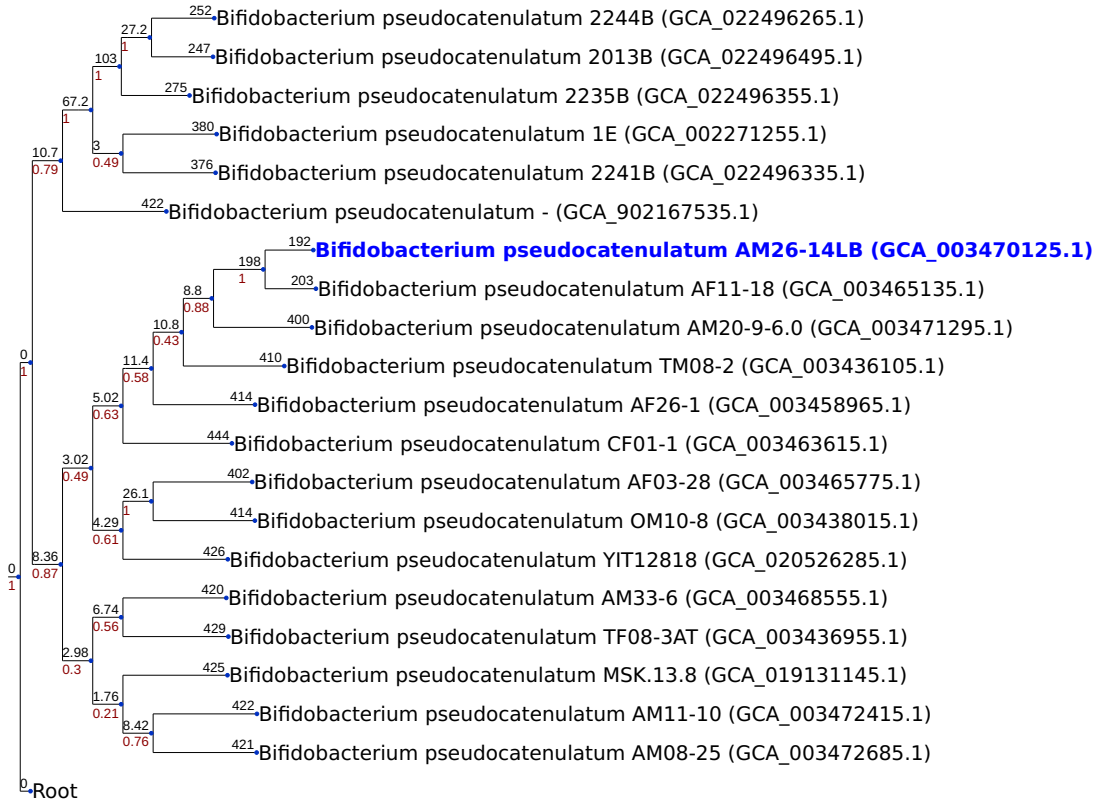 252 Bifidobacterium pseudocatenulatum 2244B (GCA_022496265.1)
27.2
1
247 Bifidobacterium pseudocatenulatum 2013B (GCA_022496495.1)
103
1
275 Bifidobacterium pseudocatenulatum 2235B (GCA_022496355.1)
67.2
1
380 Bifidobacterium pseudocatenulatum 1E (GCA_002271255.1)
3
0.49
376 Bifidobacterium pseudocatenulatum 2241B (GCA_022496335.1)
10.7
0.79
422 Bifidobacterium pseudocatenulatum - (GCA_902167535.1)
192 Bifidobacterium pseudocatenulatum AM26-14LB (GCA_003470125.1)
198
1
203 Bifidobacterium pseudocatenulatum AF11-18 (GCA_003465135.1)
8.8
0.88
400 Bifidobacterium pseudocatenulatum AM20-9-6.0 (GCA_003471295.1)
10.8
0.43
410 Bifidobacterium pseudocatenulatum TM08-2 (GCA_003436105.1)
0
1
11.4
0.58
414 Bifidobacterium pseudocatenulatum AF26-1 (GCA_003458965.1)
5.02
0.63
444 Bifidobacterium pseudocatenulatum CF01-1 (GCA_003463615.1)
3.02
0.49
402 Bifidobacterium pseudocatenulatum AF03-28 (GCA_003465775.1)
26.1
1
414 Bifidobacterium pseudocatenulatum OM10-8 (GCA_003438015.1)
4.29
0.61
426 Bifidobacterium pseudocatenulatum YIT12818 (GCA_020526285.1)
8.36
0.87
0
1
420 Bifidobacterium pseudocatenulatum AM33-6 (GCA_003468555.1)
6.74
0.56
429 Bifidobacterium pseudocatenulatum TF08-3AT (GCA_003436955.1)
2.98
0.3
425 Bifidobacterium pseudocatenulatum MSK.13.8 (GCA_019131145.1)
1.76
0.21
422 Bifidobacterium pseudocatenulatum AM11-10 (GCA_003472415.1)
8.42
0.76
421 Bifidobacterium pseudocatenulatum AM08-25 (GCA_003472685.1)
0 Root